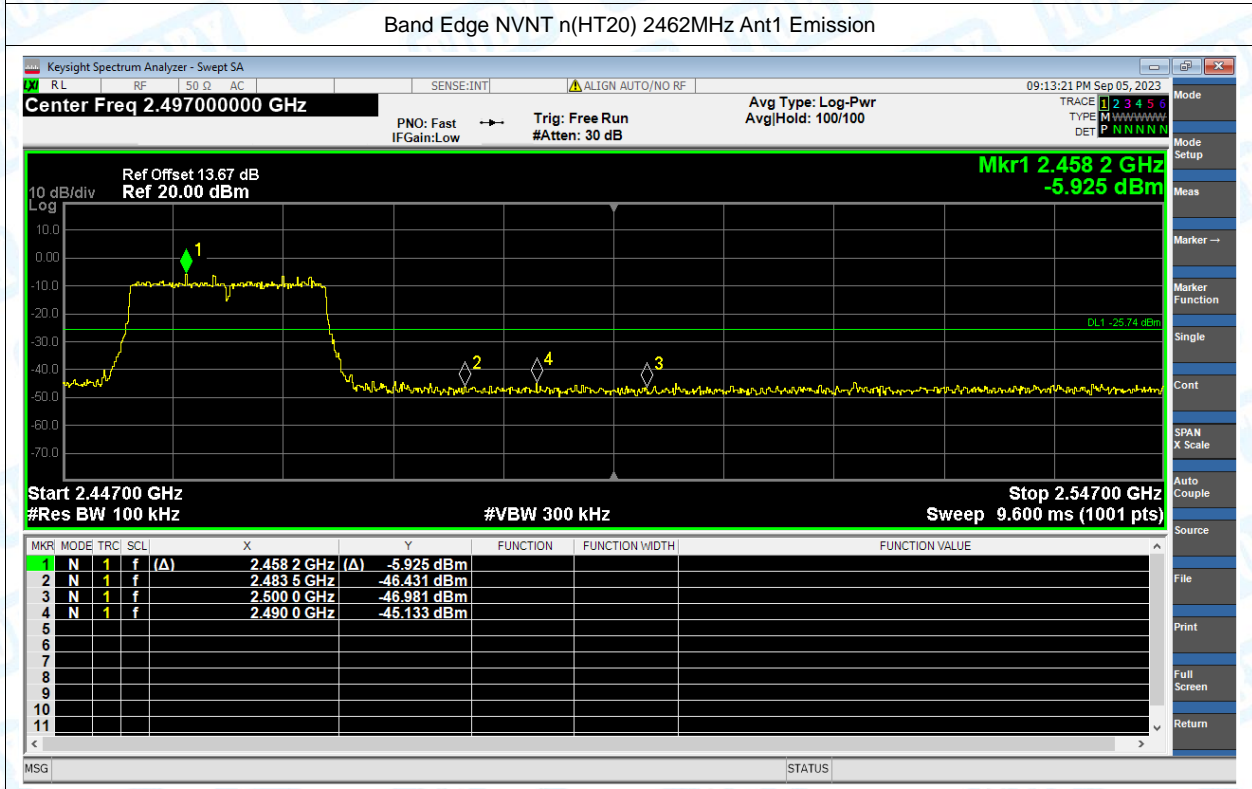 Band Edge NVNT n(HT20) 2462MHz Ant1 Emission
Keysight Spectrum Analyzer - Swept SA
LXI RL RF 50 Ω AC SENSE:INT ALIGN AUTO/NO RF 09:13:21 PM Sep 05, 2023
Center Freq 2.497000000 GHz
PNO: Fast
IFGain:Low
Trig: Free Run
#Atten: 30 dB
Avg Type: Log-Pwr
Avg|Hold: 100/100
TRACE 1 2 3 4 5 6
TYPE M WWWWW
DET P N N N N N
Mkr1 2.458 2 GHz
-5.925 dBm
Ref Offset 13.67 dB
10 dB/div Ref 20.00 dBm
Log
10.0
0.00
-10.0
-20.0
-30.0
-40.0
-50.0
-60.0
-70.0
1
2
4
3
DL1 -25.74 dBm
Start 2.44700 GHz Stop 2.54700 GHz
#Res BW 100 kHz #VBW 300 kHz Sweep 9.600 ms (1001 pts)
MKR MODE TRC SCL X Y FUNCTION FUNCTION WIDTH FUNCTION VALUE
1 N 1 f (Δ) 2.458 2 GHz (Δ) -5.925 dBm
2 N 1 f 2.483 5 GHz -46.431 dBm
3 N 1 f 2.500 0 GHz -46.981 dBm
4 N 1 f 2.490 0 GHz -45.133 dBm
5
6
7
8
9
10
11
MSG STATUS
Mode
Mode Setup
Meas
Marker →
Marker Function
Single
Cont
SPAN X Scale
Auto Couple
Source
File
Print
Full Screen
Return